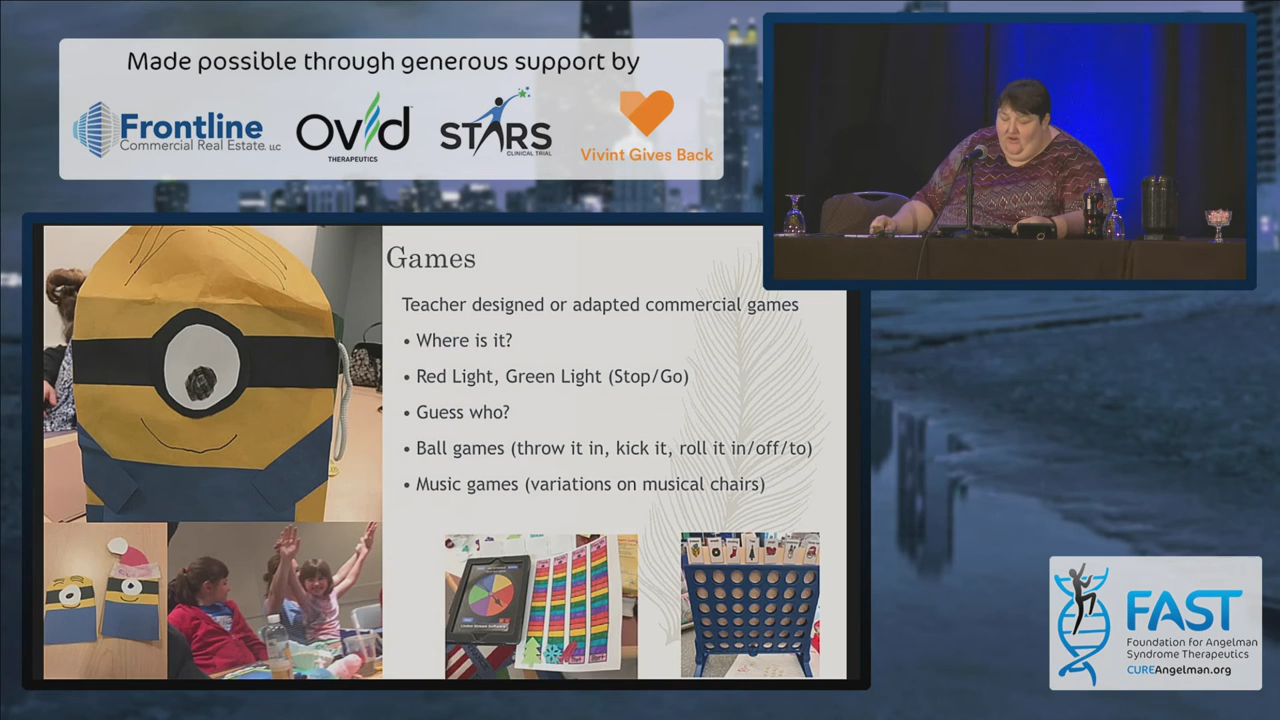 Made possible through generous support by
Frontline
Commercial Real Estate, LLC
Ovid
THERAPEUTICS
STARS
CLINICAL TRIAL
Vivint Gives Back
Games
Teacher designed or adapted commercial games
• Where is it?
• Red Light, Green Light (Stop/Go)
• Guess who?
• Ball games (throw it in, kick it, roll it in/off/to)
• Music games (variations on musical chairs)
FAST
Foundation for Angelman
Syndrome Therapeutics
CUREAngelman.org